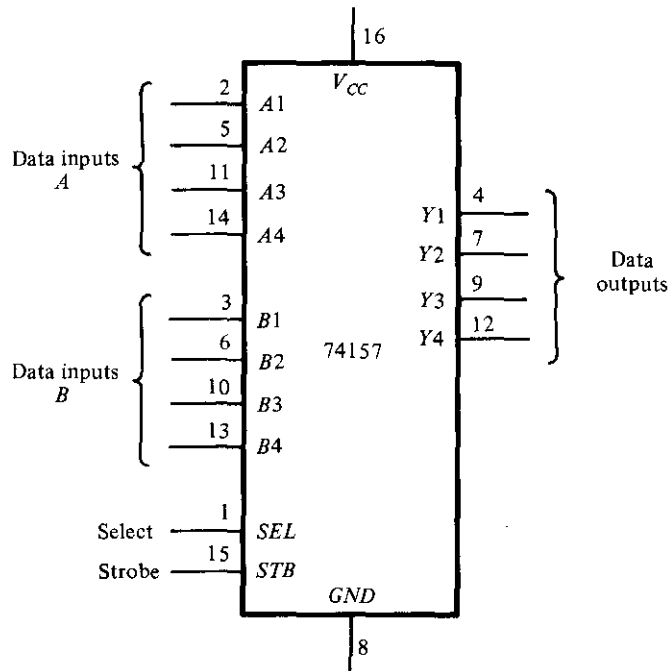 16
V_CC
2
A1
5
A2
Data inputs
A
11
A3
14
A4
4
Y1
7
Y2
Data
outputs
9
Y3
12
Y4
3
B1
6
B2
74157
Data inputs
B
10
B3
13
B4
1
Select
SEL
15
Strobe
STB
GND
8